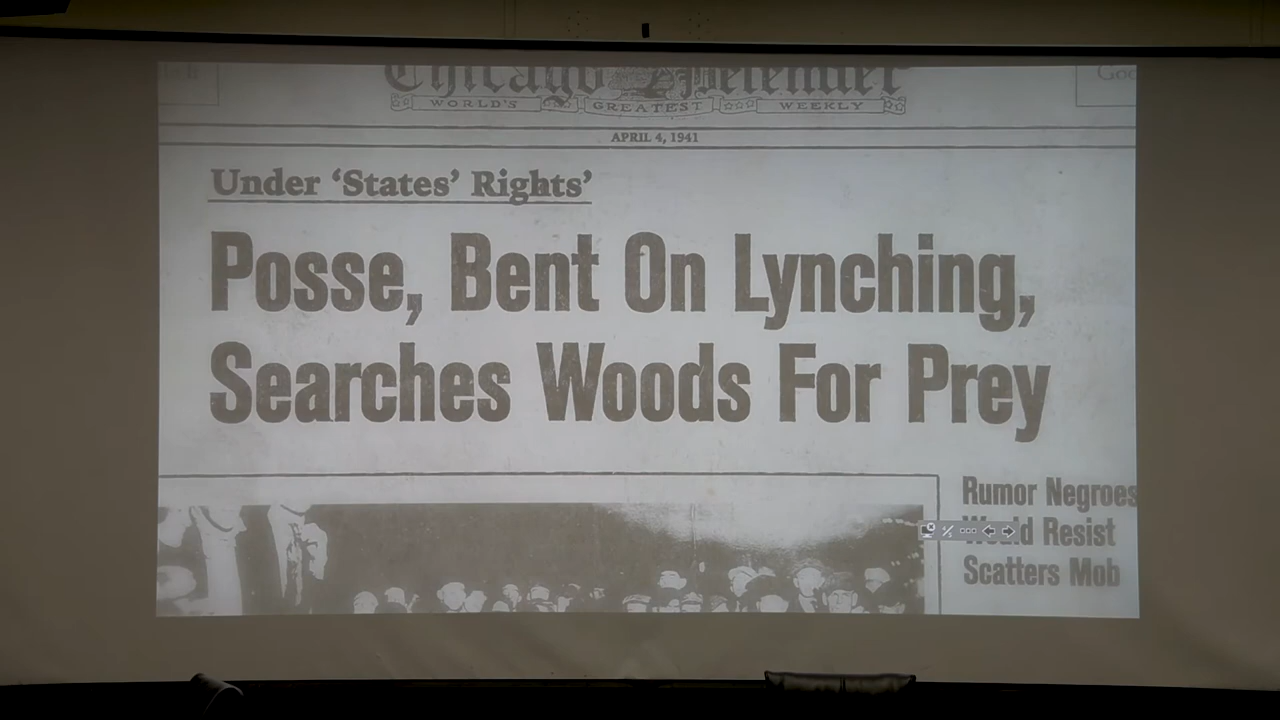 Chicago Defender
WORLD'S GREATEST WEEKLY
APRIL 4, 1941
Under ‘States’ Rights’
Posse, Bent On Lynching,
Searches Woods For Prey
Rumor Negroes
Would Resist
Scatters Mob